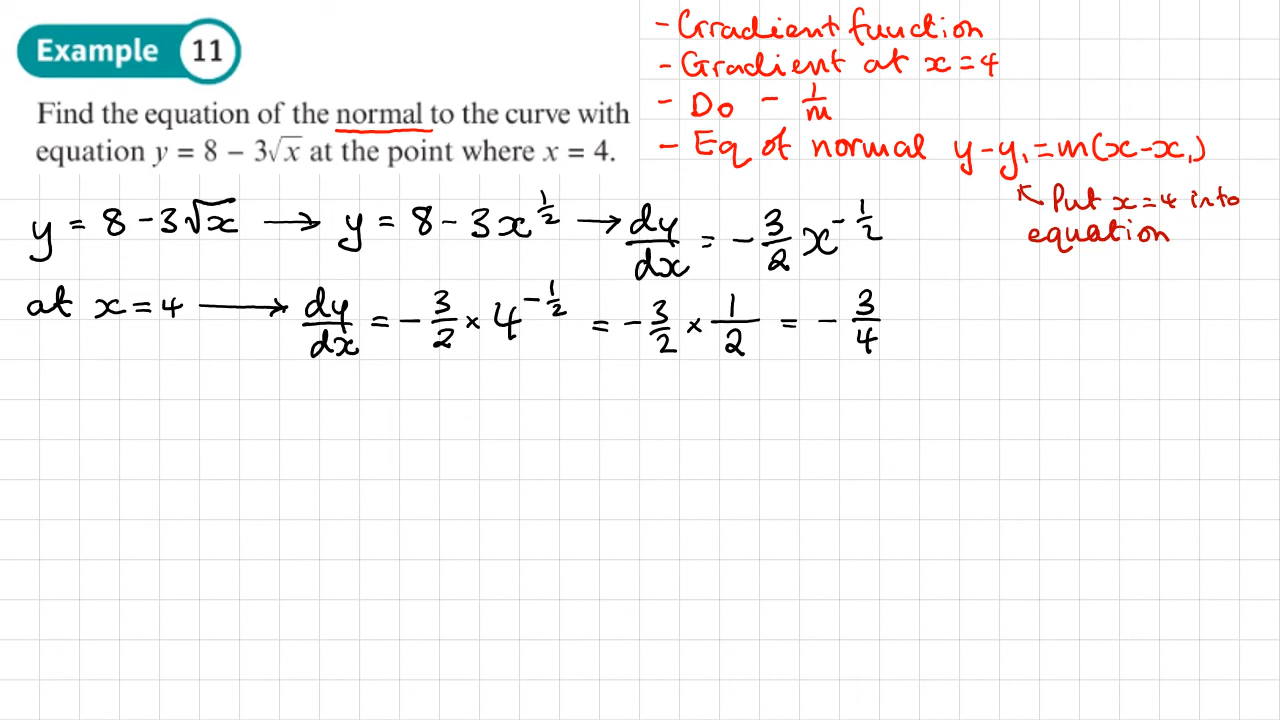 Example 11
Find the equation of the normal to the curve with
equation y = 8 − 3√x at the point where x = 4.
- Gradient function
- Gradient at x = 4
- Do - 1/m
- Eq of normal y - y₁ = m(x - x₁)
↖ Put x = 4 into
equation
y = 8 - 3√x → y = 8 - 3x^(1/2) → dy/dx = - 3/2 x^(-1/2)
at x = 4 → dy/dx = - 3/2 × 4^(-1/2) = - 3/2 × 1/2 = - 3/4